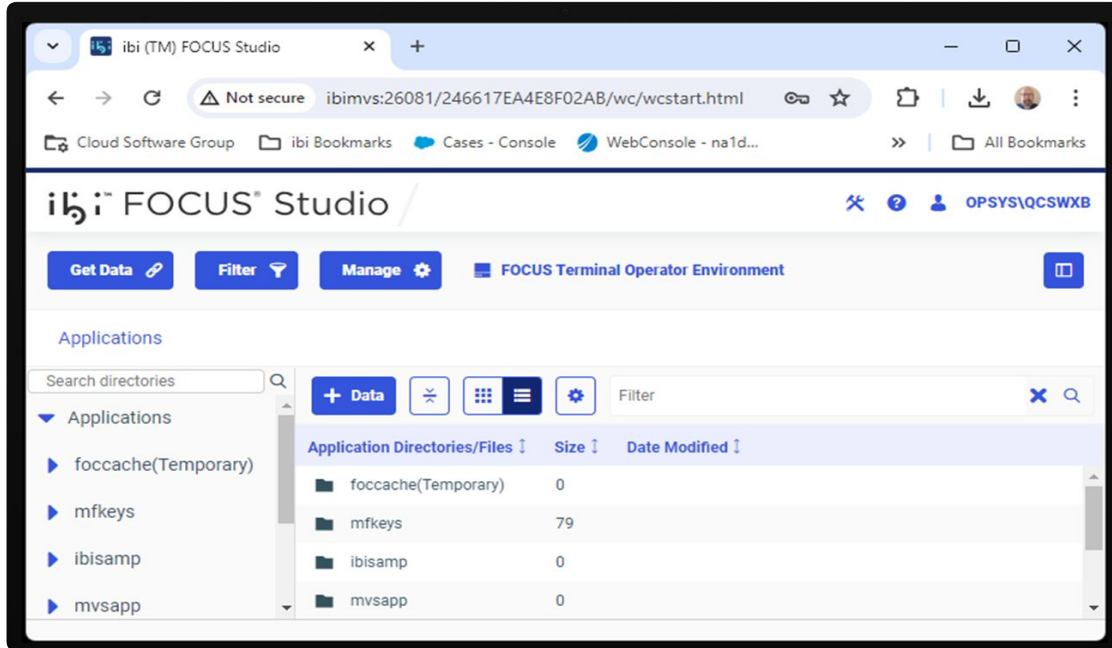 ibi (TM) FOCUS Studio
Not secure ibimvs:26081/246617EA4E8F02AB/wc/wcstart.html
Cloud Software Group ibi Bookmarks Cases - Console WebConsole - na1d... » All Bookmarks
ibi™ FOCUS® Studio OPSYS\QCSWXB
Get Data Filter Manage FOCUS Terminal Operator Environment
Applications
Search directories + Data Filter
Applications
Application Directories/Files Size Date Modified
foccache(Temporary) foccache(Temporary) 0
mfkeys mfkeys 79
ibisamp ibisamp 0
mvsapp mvsapp 0